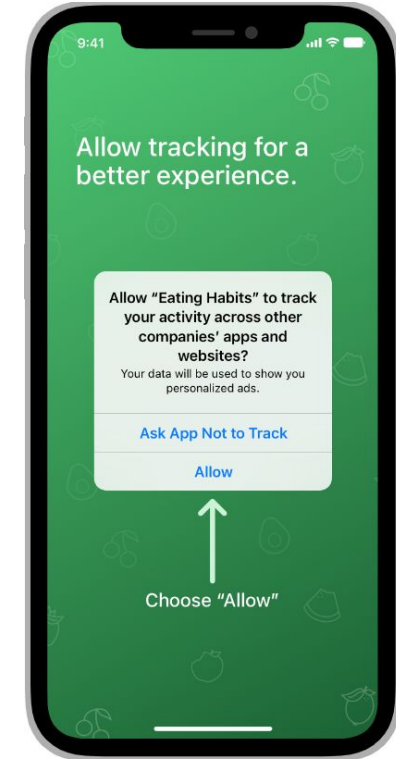 9:41
Allow tracking for a
better experience.
Allow “Eating Habits” to track
your activity across other
companies’ apps and
websites?
Your data will be used to show you
personalized ads.
Ask App Not to Track
Allow
Choose “Allow”